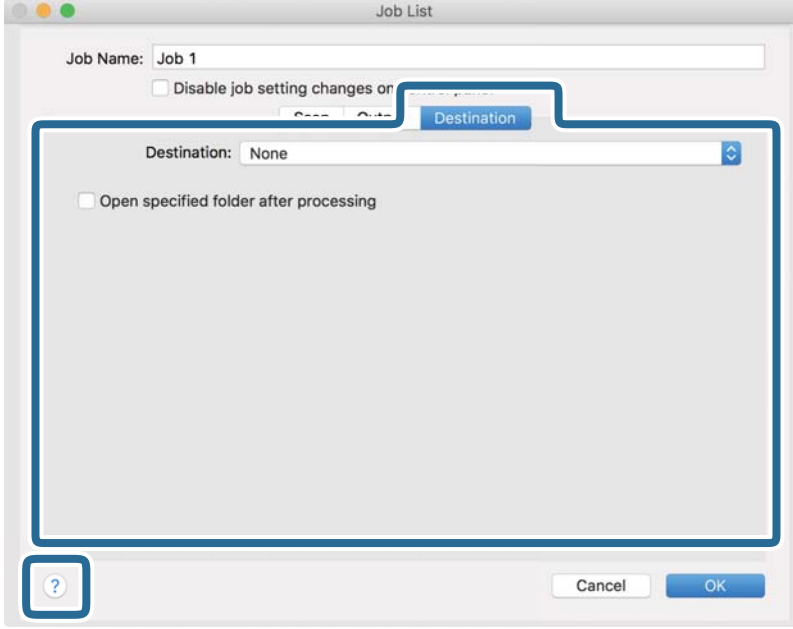 Job List
Job Name: Job 1
Disable job setting changes on
Destination
Destination: None
Open specified folder after processing
?
Cancel OK